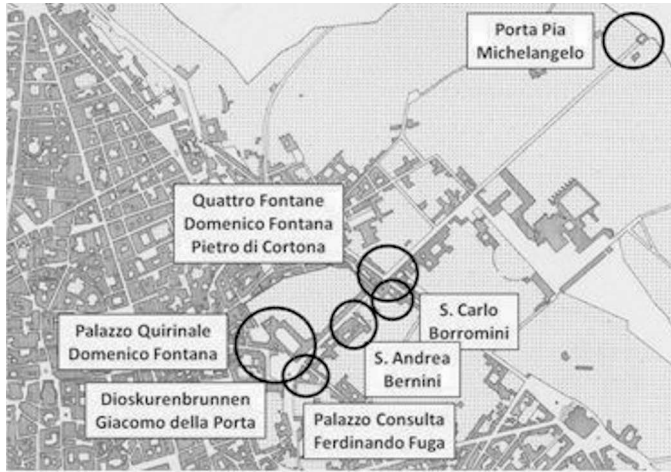 Porta Pia
Michelangelo
Quattro Fontane
Domenico Fontana
Pietro di Cortona
S. Carlo
Borromini
Palazzo Quirinale
Domenico Fontana
S. Andrea
Bernini
Dioskurenbrunnen
Giacomo della Porta
Palazzo Consulta
Ferdinando Fuga